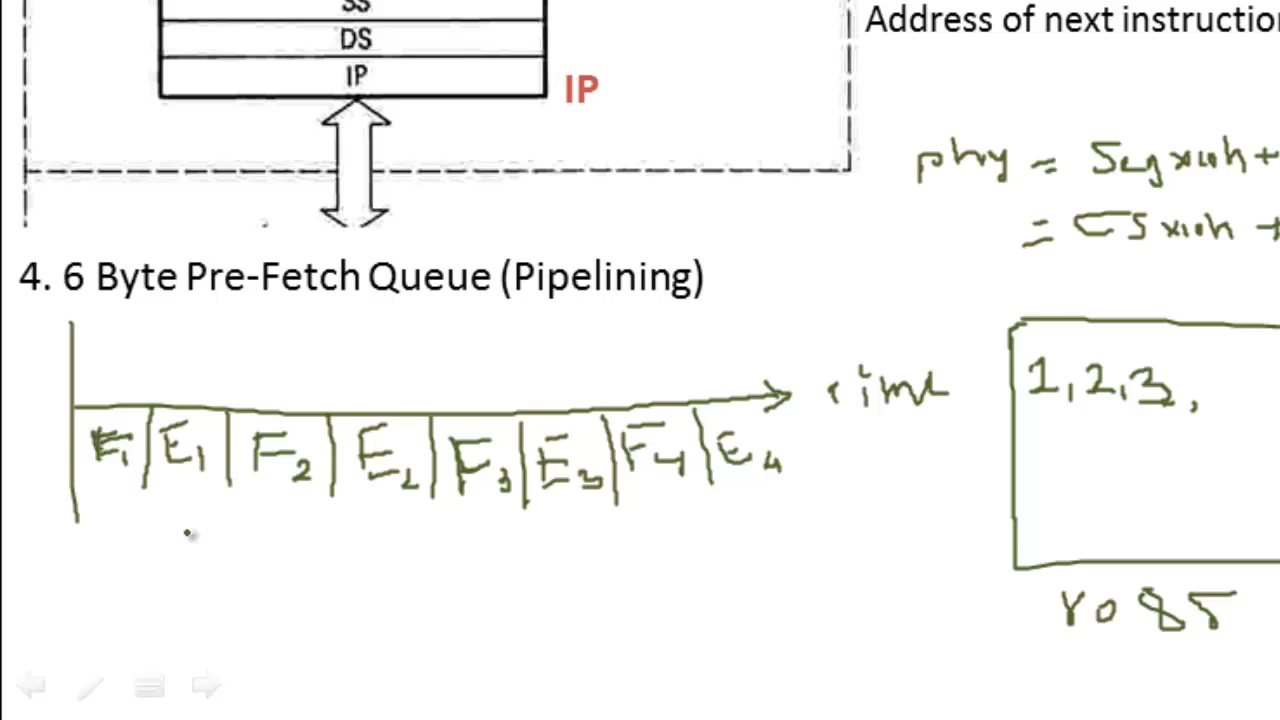 SS
DS
IP
IP
Address of next instruction
phy = Seg x10h +
= CS x10h +
4. 6 Byte Pre-Fetch Queue (Pipelining)
time
F1 E1 F2 E2 F3 E3 F4 E4
1, 2, 3,
8085